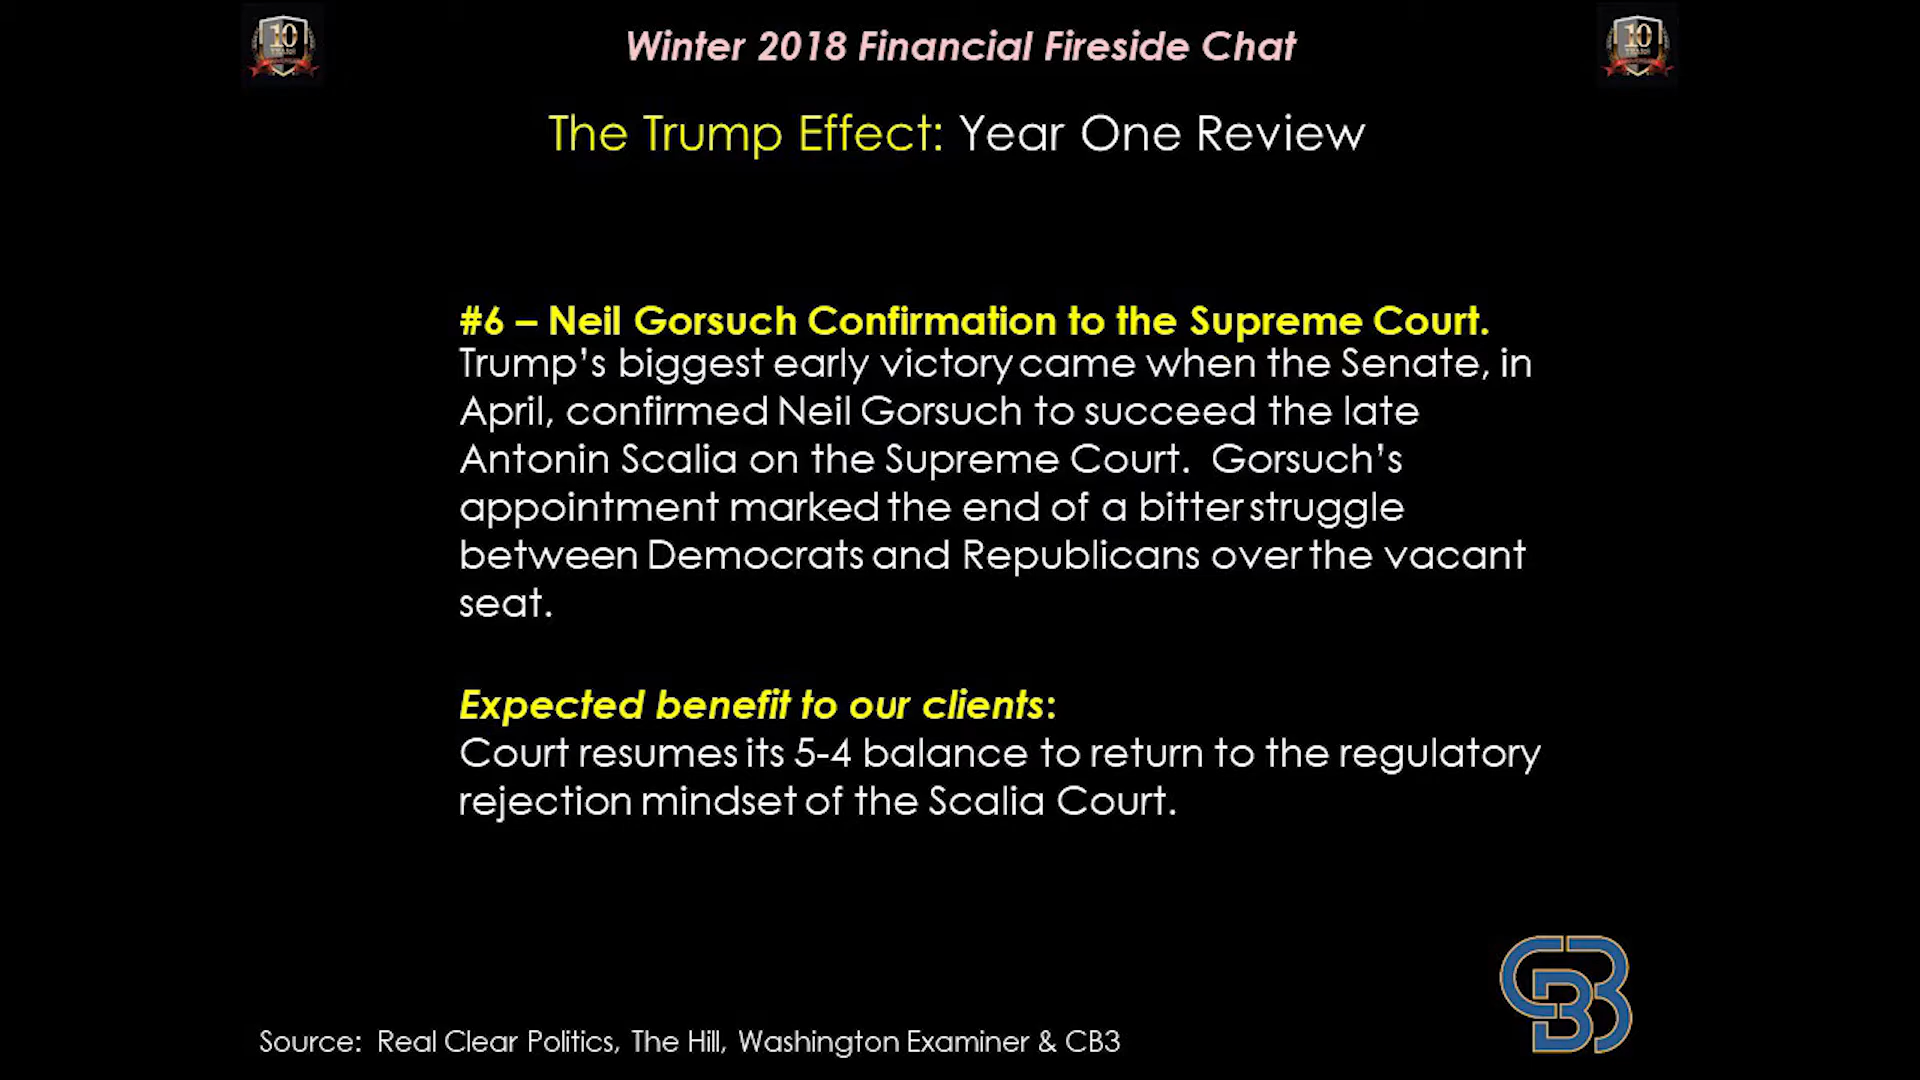 10
Winter 2018 Financial Fireside Chat
10
The Trump Effect: Year One Review
#6 – Neil Gorsuch Confirmation to the Supreme Court.
Trump’s biggest early victory came when the Senate, in
April, confirmed Neil Gorsuch to succeed the late
Antonin Scalia on the Supreme Court.  Gorsuch’s
appointment marked the end of a bitter struggle
between Democrats and Republicans over the vacant
seat.
Expected benefit to our clients:
Court resumes its 5-4 balance to return to the regulatory
rejection mindset of the Scalia Court.
CB3
Source:  Real Clear Politics, The Hill, Washington Examiner & CB3